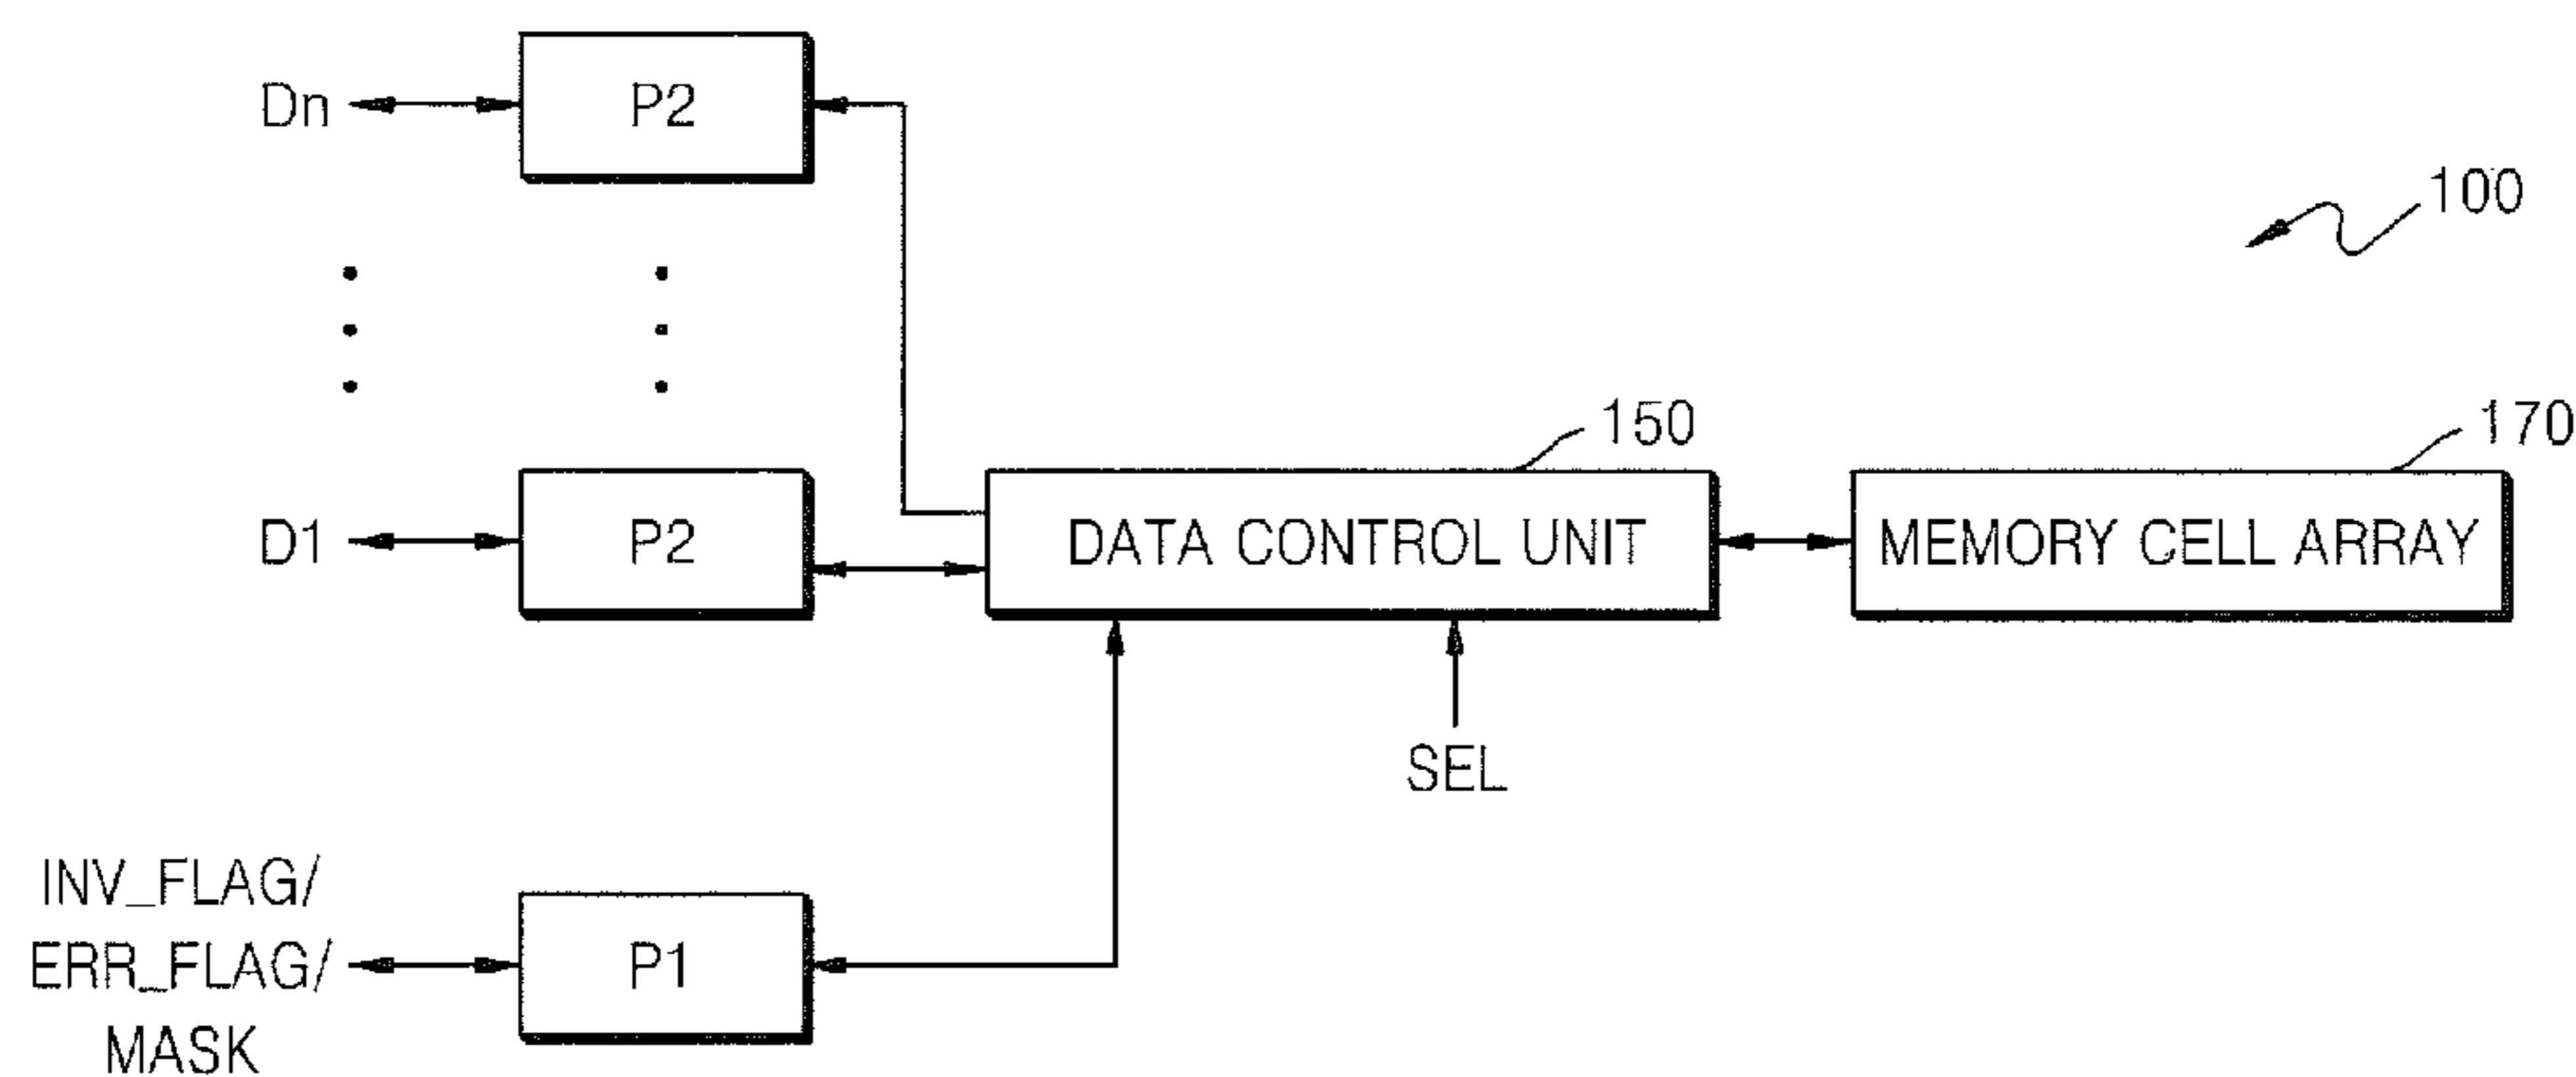 Dn
P2
100
150
170
D1
P2
DATA CONTROL UNIT
MEMORY CELL ARRAY
SEL
INV_FLAG/
ERR_FLAG/
MASK
P1